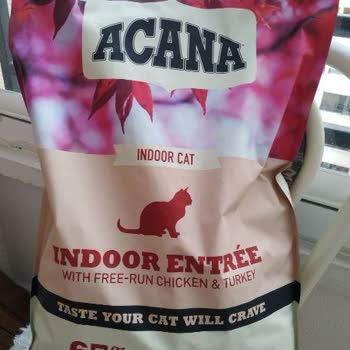 ACANA
INDOOR CAT
INDOOR ENTRÉE
WITH FREE-RUN CHICKEN & TURKEY
TASTE YOUR CAT WILL CRAVE